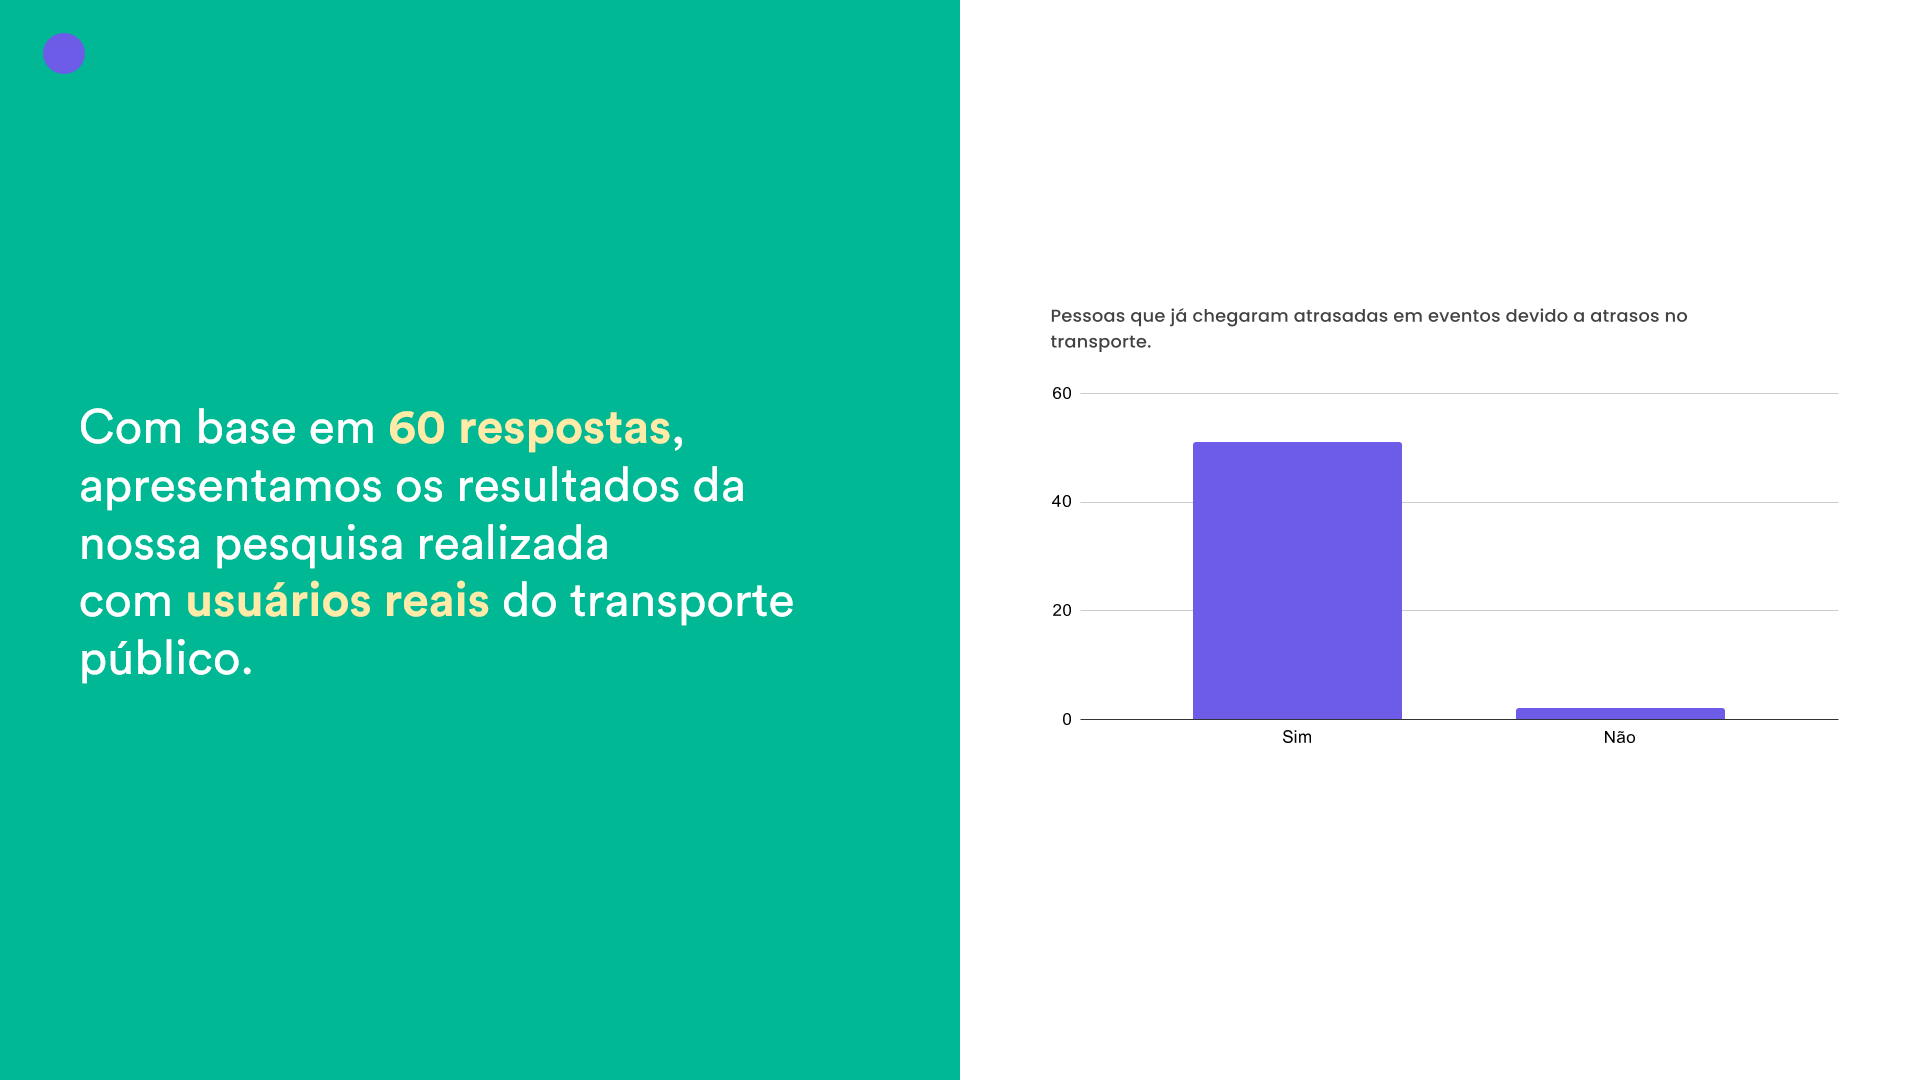 Com base em 60 respostas,
apresentamos os resultados da
nossa pesquisa realizada
com usuários reais do transporte
público.
Pessoas que já chegaram atrasadas em eventos devido a atrasos no
transporte.
60
40
20
0
Sim
Não